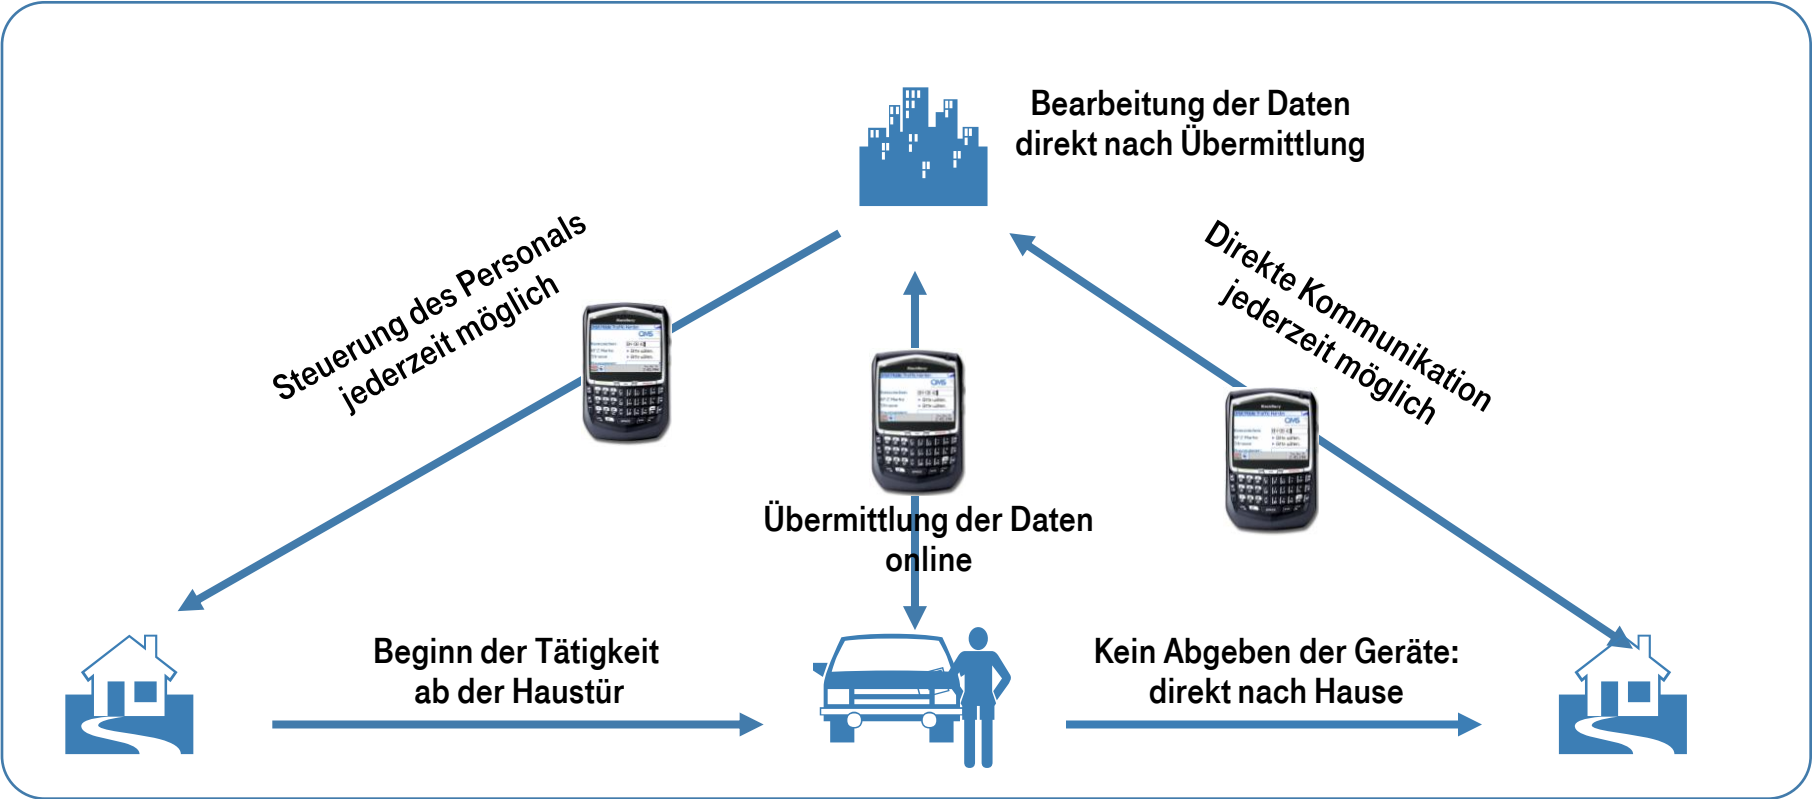 Bearbeitung der Daten
direkt nach Übermittlung
Steuerung des Personals
jederzeit möglich
Direkte Kommunikation
jederzeit möglich
Übermittlung der Daten
online
Beginn der Tätigkeit
ab der Haustür
Kein Abgeben der Geräte:
direkt nach Hause